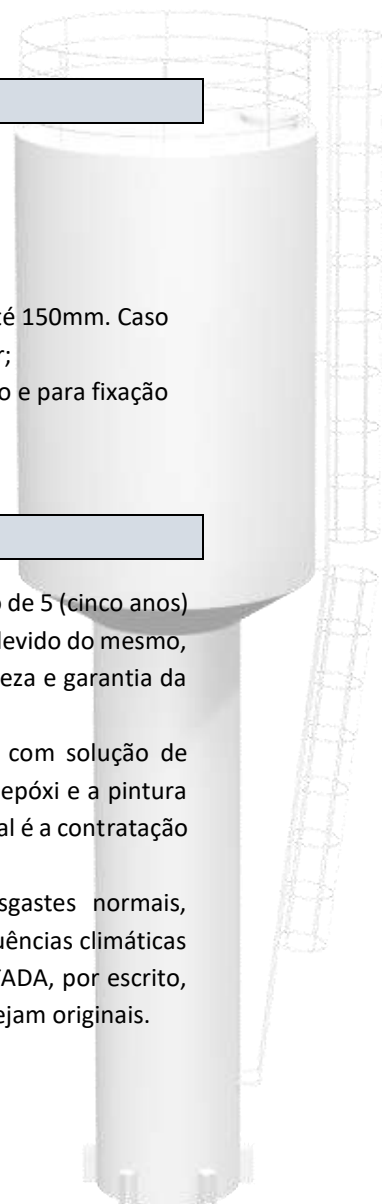 té 150mm. Caso
r;
o e para fixação
o de 5 (cinco anos)
devido do mesmo,
eza e garantia da
com solução de
epóxi e a pintura
al é a contratação
sgastes normais,
uências climáticas
TADA, por escrito,
ejam originais.